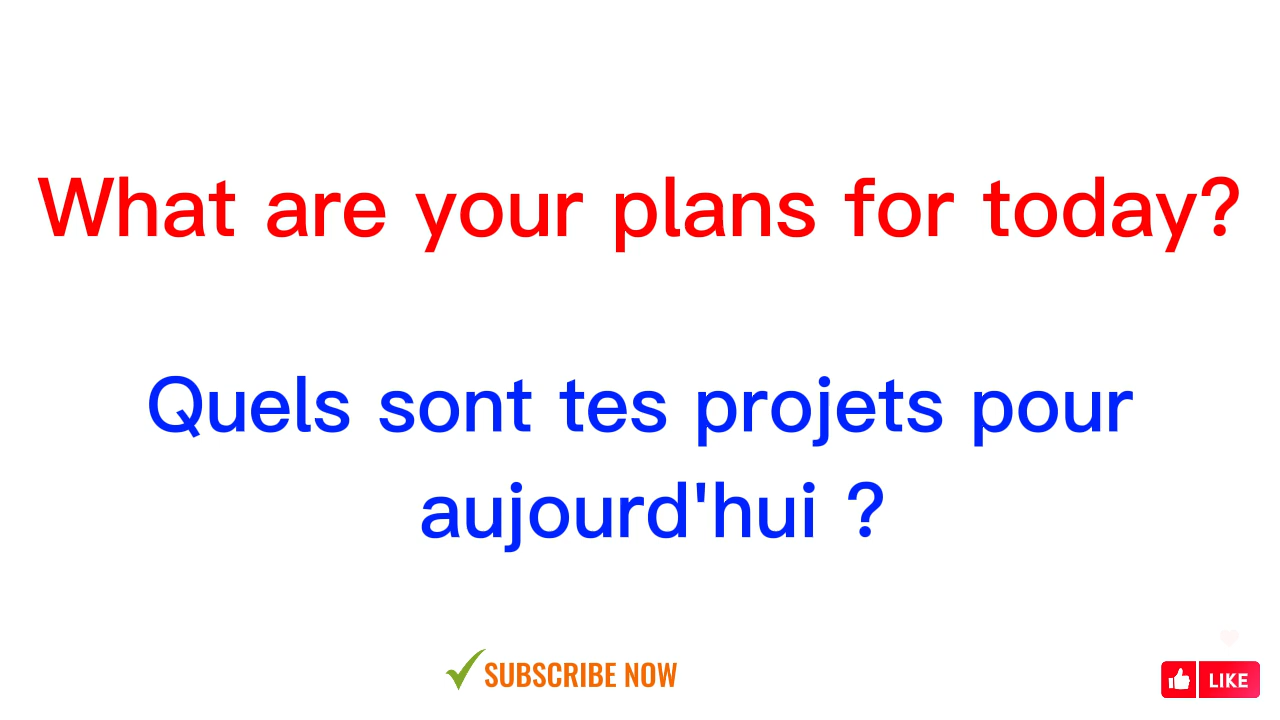 What are your plans for today?
Quels sont tes projets pour
aujourd'hui ?
SUBSCRIBE NOW
LIKE